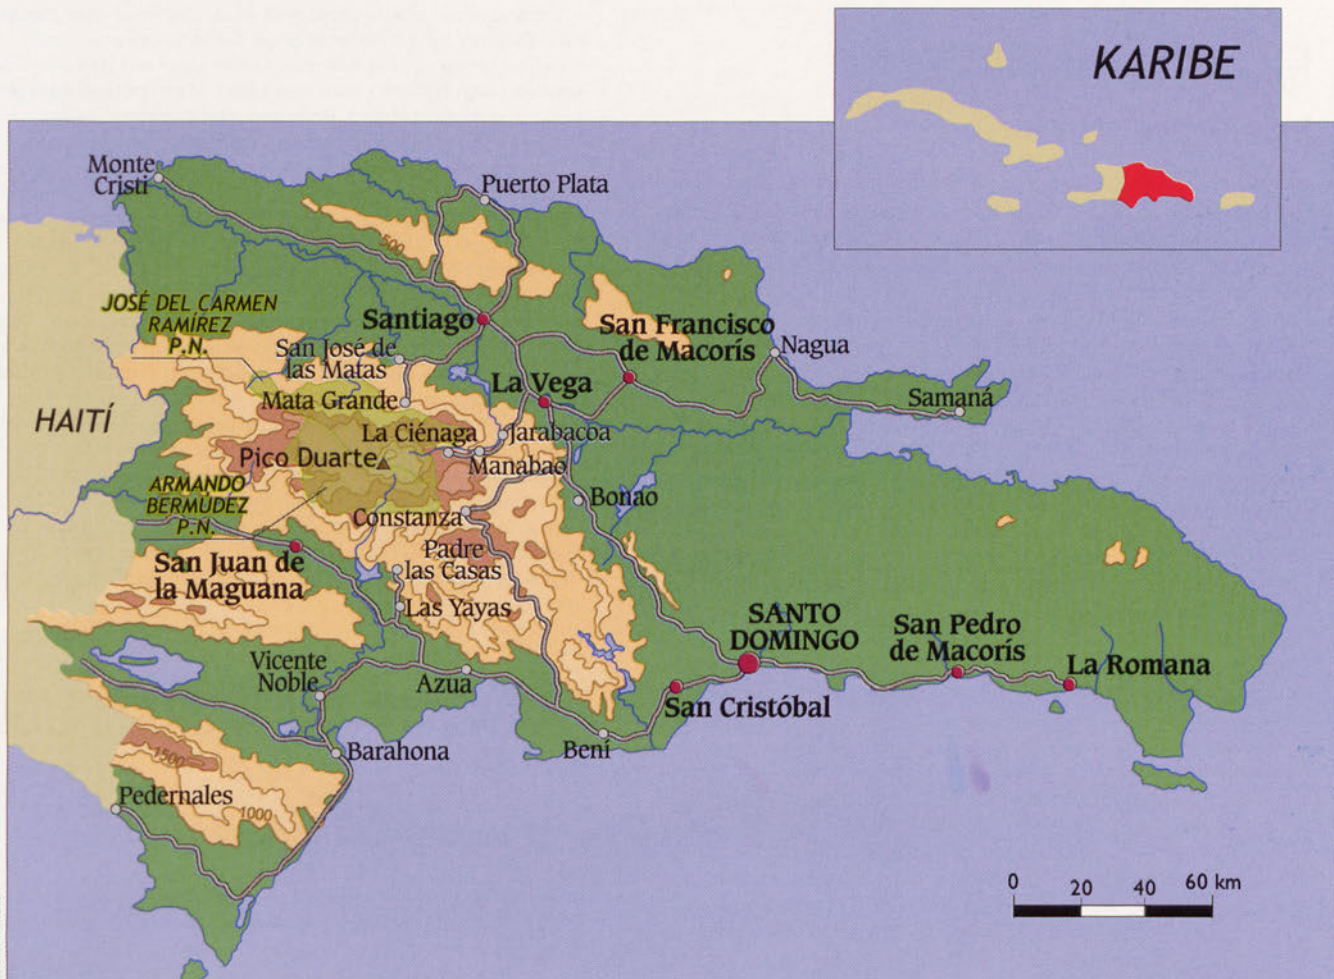 KARIBE
Monte
Cristi
Puerto Plata
500
JOSÉ DEL CARMEN
RAMÍREZ
P.N.
Santiago
San José de
las Matas
San Francisco
de Macorís
Nagua
La Vega
Mata Grande
Samaná
HAITÍ
La Ciénaga
Jarabacoa
Pico Duarte
Manabao
ARMANDO
BERMÚDEZ
P.N.
Bonao
Constanza
San Juan de
la Maguana
Padre
las Casas
Las Yayas
SANTO
DOMINGO
San Pedro
de Macorís
La Romana
Vicente
Noble
Azua
San Cristóbal
Bení
Barahona
1500
Pedernales
1000
0
20
40
60 km